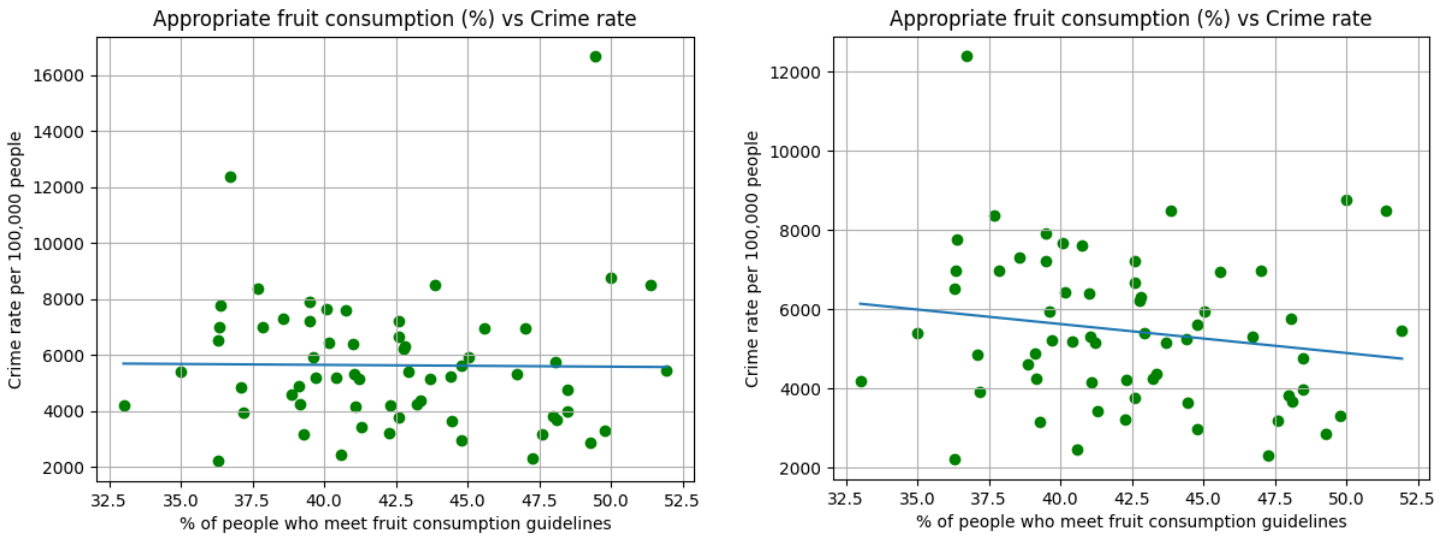 Appropriate fruit consumption (%) vs Crime rate
Crime rate per 100,000 people
16000
14000
12000
10000
8000
6000
4000
2000
32.5 35.0 37.5 40.0 42.5 45.0 47.5 50.0 52.5
% of people who meet fruit consumption guidelines
Appropriate fruit consumption (%) vs Crime rate
Crime rate per 100,000 people
12000
10000
8000
6000
4000
2000
32.5 35.0 37.5 40.0 42.5 45.0 47.5 50.0 52.5
% of people who meet fruit consumption guidelines